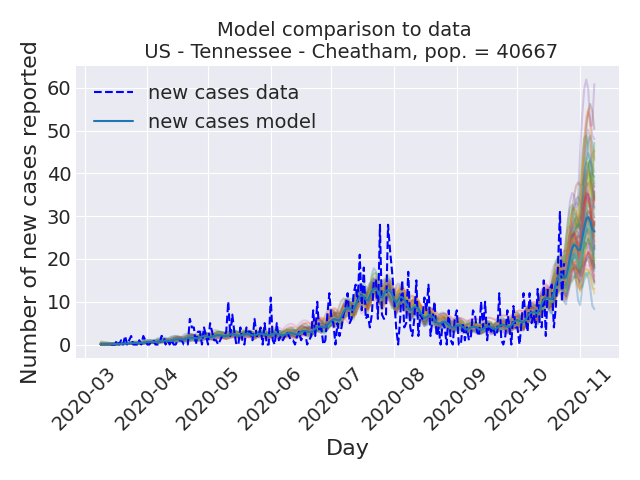 Model comparison to data
US - Tennessee - Cheatham, pop. = 40667
Number of new cases reported
60
50
40
30
20
10
0
new cases data
new cases model
2020-03
2020-04
2020-05
2020-06
2020-07
2020-08
2020-09
2020-10
2020-11
Day